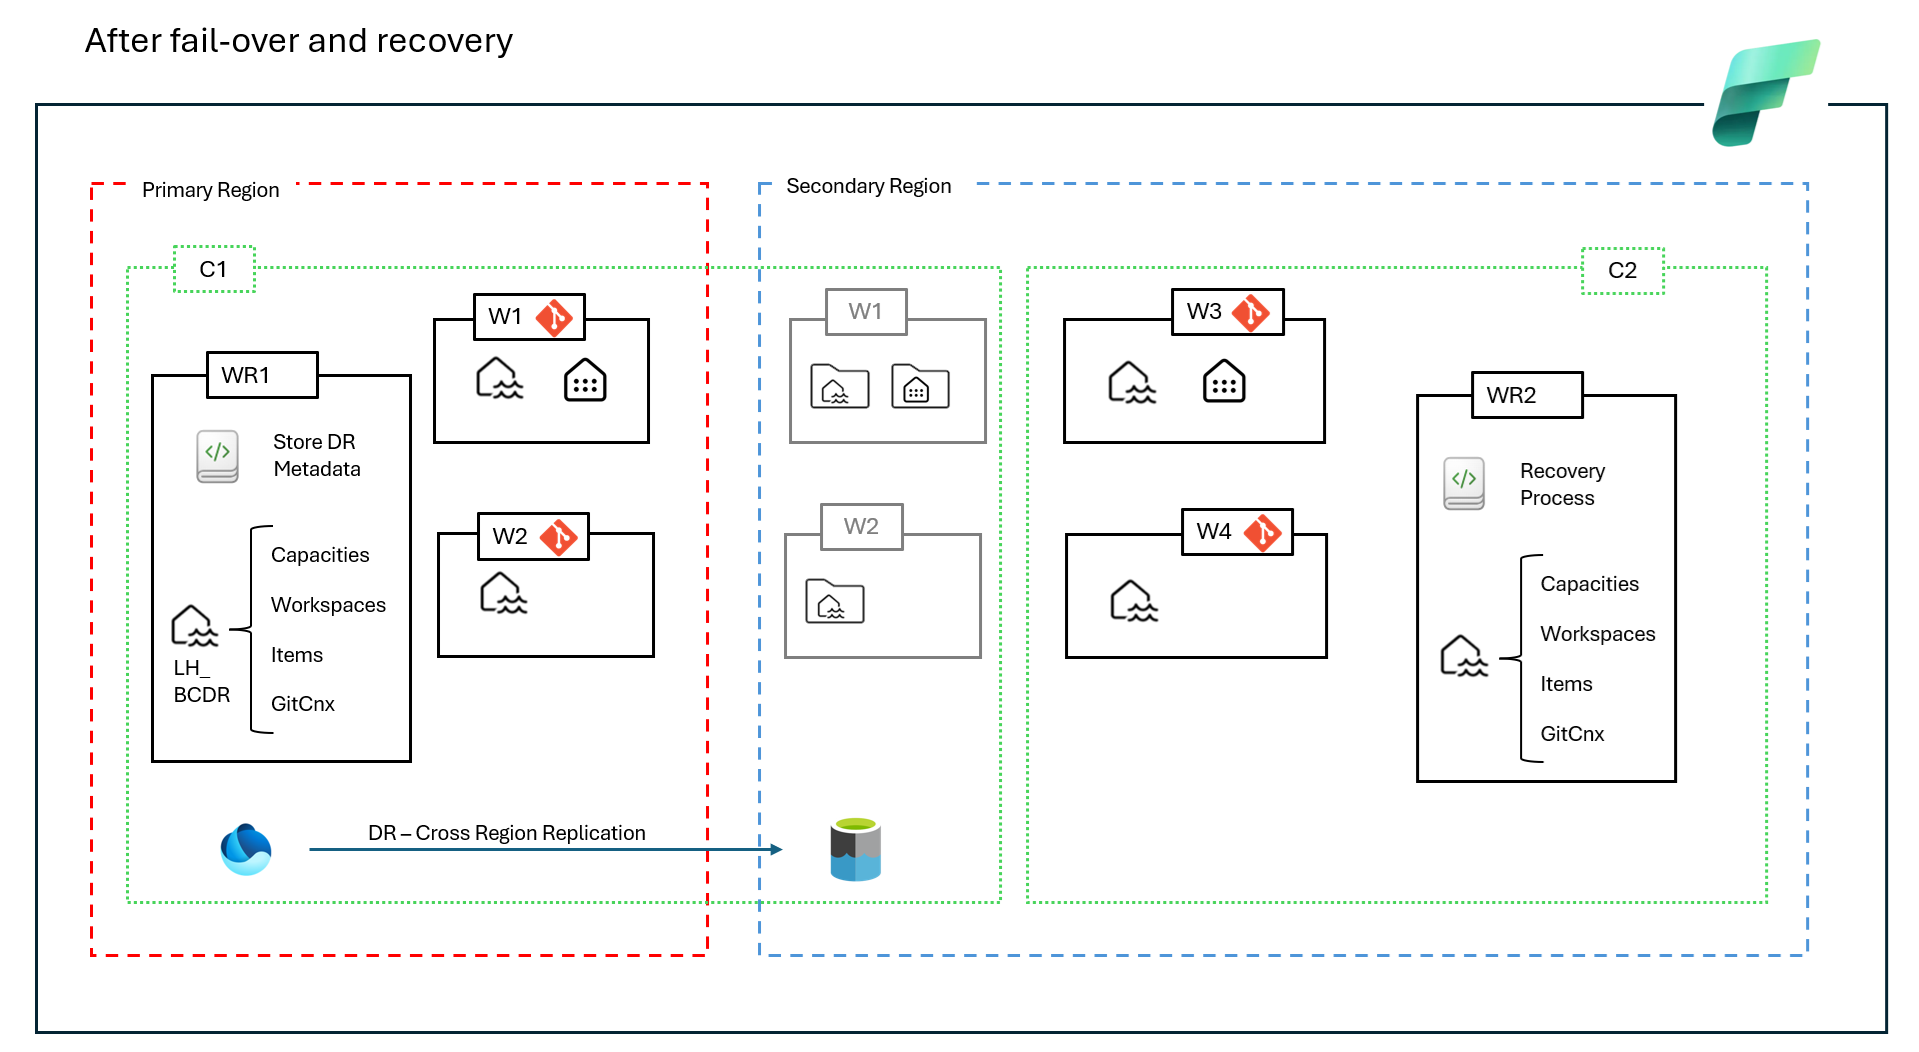 After fail-over and recovery
Primary Region
Secondary Region
C1
C2
WR1
Store DR
Metadata
Capacities
Workspaces
Items
GitCnx
LH_
BCDR
W1
W2
W1
W2
W3
W4
WR2
Recovery
Process
Capacities
Workspaces
Items
GitCnx
DR – Cross Region Replication